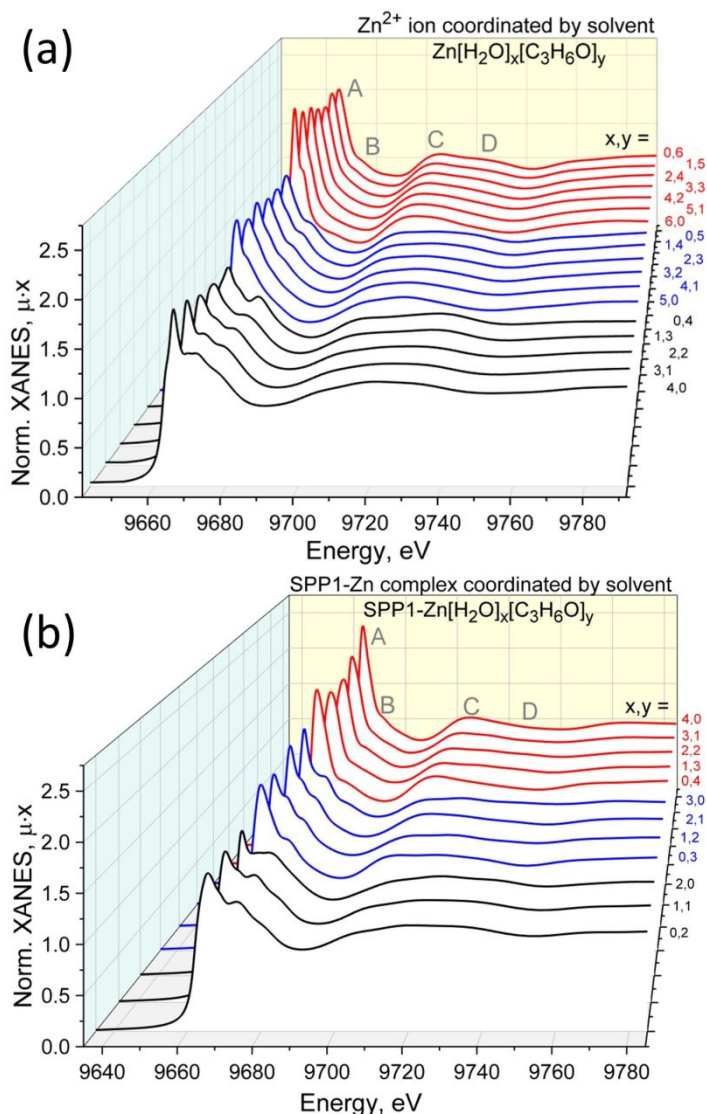 (a)
Zn²⁺ ion coordinated by solvent
Zn[H₂O]ₓ[C₃H₆O]ᵧ
A
B
C
D
x,y =
0,6
1,5
2,4
3,3
4,2
5,1
6,0
0,5
1,4
2,3
3,2
4,1
5,0
0,4
1,3
2,2
3,1
4,0
Norm. XANES, μ·x
2.5
2.0
1.5
1.0
0.5
0.0
9660 9680 9700 9720 9740 9760 9780
Energy, eV
(b)
SPP1-Zn complex coordinated by solvent
SPP1-Zn[H₂O]ₓ[C₃H₆O]ᵧ
A
B
C
D
x,y =
4,0
3,1
2,2
1,3
0,4
3,0
2,1
1,2
0,3
2,0
1,1
0,2
Norm. XANES, μ·x
2.5
2.0
1.5
1.0
0.5
0.0
9640 9660 9680 9700 9720 9740 9760 9780
Energy, eV